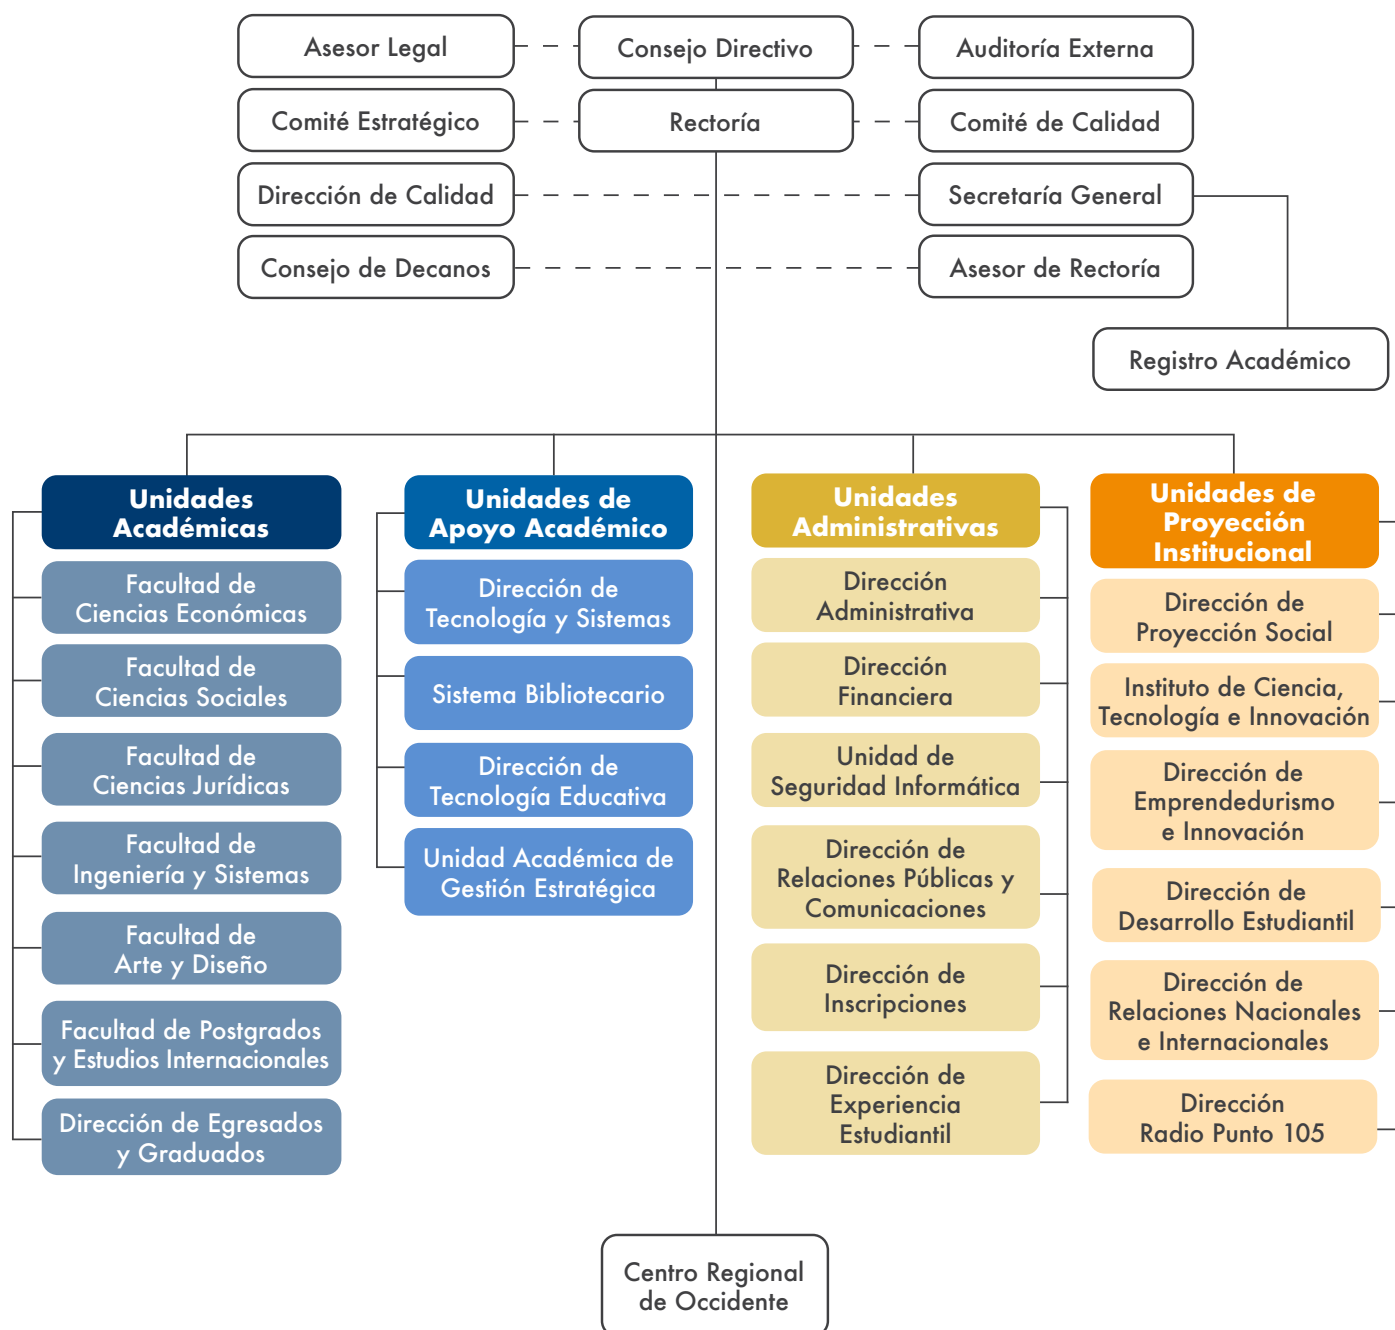 Asesor Legal
Consejo Directivo
Auditoría Externa
Comité Estratégico
Rectoría
Comité de Calidad
Dirección de Calidad
Secretaría General
Consejo de Decanos
Asesor de Rectoría
Registro Académico
Unidades
Académicas
Facultad de
Ciencias Económicas
Facultad de
Ciencias Sociales
Facultad de
Ciencias Jurídicas
Facultad de
Ingeniería y Sistemas
Facultad de
Arte y Diseño
Facultad de Postgrados
y Estudios Internacionales
Dirección de Egresados
y Graduados
Unidades de
Apoyo Académico
Dirección de
Tecnología y Sistemas
Sistema Bibliotecario
Dirección de
Tecnología Educativa
Unidad Académica de
Gestión Estratégica
Unidades
Administrativas
Dirección
Administrativa
Dirección
Financiera
Unidad de
Seguridad Informática
Dirección de
Relaciones Públicas y
Comunicaciones
Dirección de
Inscripciones
Dirección de
Experiencia
Estudiantil
Unidades de
Proyección
Institucional
Dirección de
Proyección Social
Instituto de Ciencia,
Tecnología e Innovación
Dirección de
Emprendedurismo
e Innovación
Dirección de
Desarrollo Estudiantil
Dirección de
Relaciones Nacionales
e Internacionales
Dirección
Radio Punto 105
Centro Regional
de Occidente